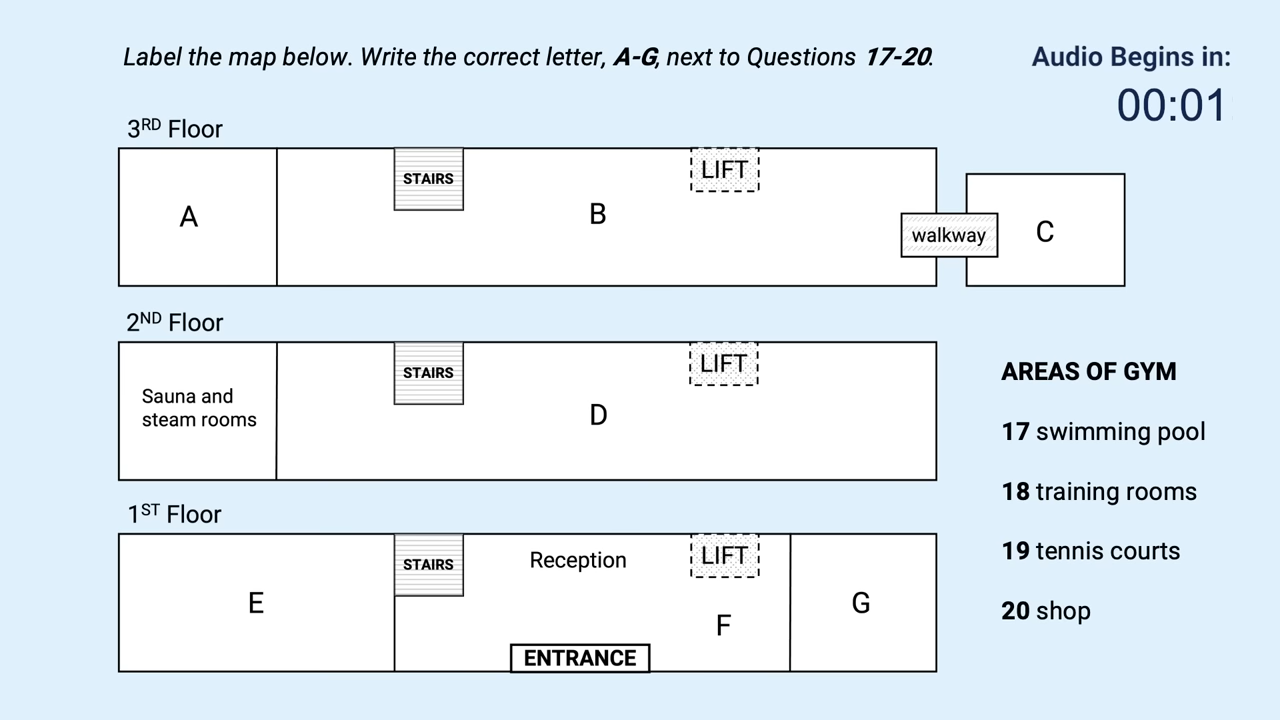 Label the map below. Write the correct letter, A-G, next to Questions 17-20.
Audio Begins in:
00:01
3RD Floor
A
STAIRS
B
LIFT
walkway
C
2ND Floor
Sauna and
steam rooms
STAIRS
D
LIFT
AREAS OF GYM
17 swimming pool
18 training rooms
19 tennis courts
20 shop
1ST Floor
E
STAIRS
Reception
LIFT
F
G
ENTRANCE